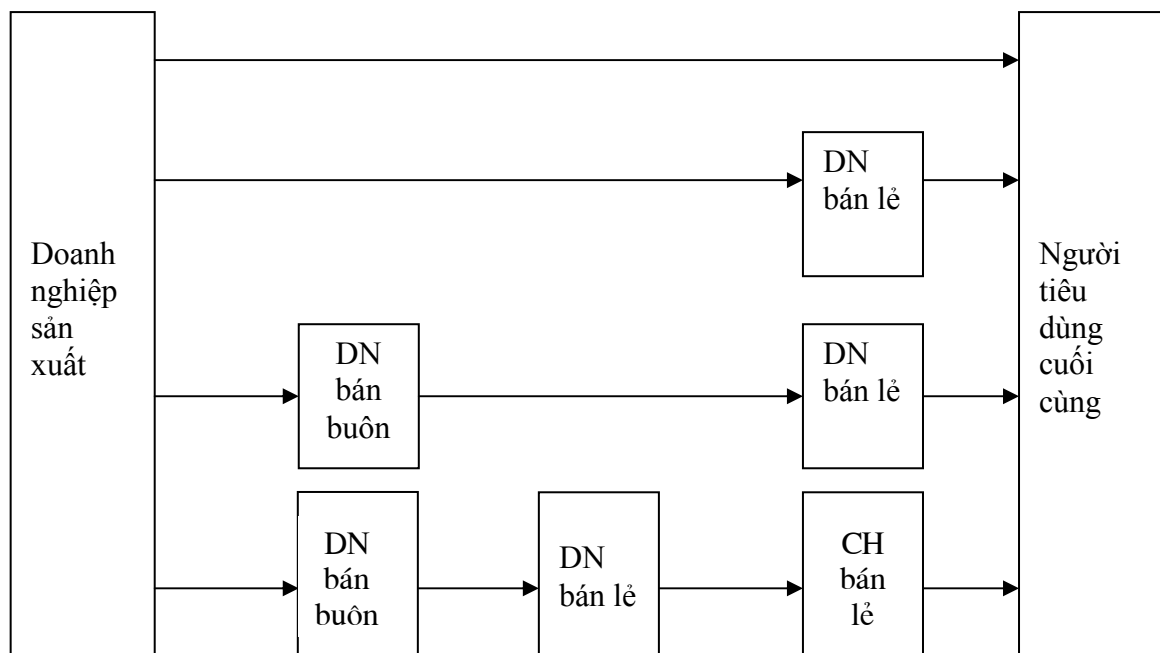 DN
bán lẻ
Doanh
nghiệp
sản
xuất
Người
tiêu
dùng
cuối
cùng
DN
bán
buôn
DN
bán lẻ
DN
bán
buôn
DN
bán lẻ
CH
bán
lẻ